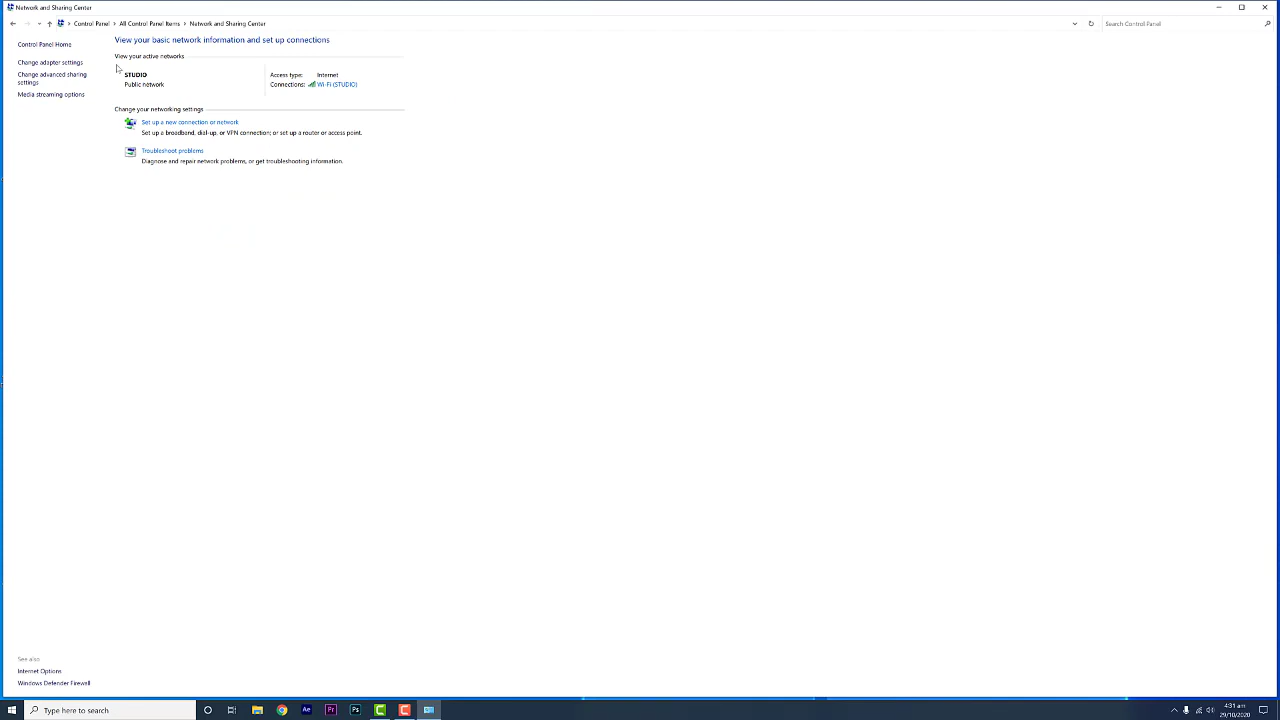 Network and Sharing Center
Control Panel
All Control Panel Items
Network and Sharing Center
Search Control Panel
Control Panel Home
Change adapter settings
Change advanced sharing
settings
Media streaming options
View your basic network information and set up connections
View your active networks
STUDIO
Public network
Access type: Internet
Connections: Wi-Fi (STUDIO)
Change your networking settings
Set up a new connection or network
Set up a broadband, dial-up, or VPN connection; or set up a router or access point.
Troubleshoot problems
Diagnose and repair network problems, or get troubleshooting information.
See also
Internet Options
Windows Defender Firewall
Type here to search
Ae
Pr
Ps
4:31 am
29/10/2020